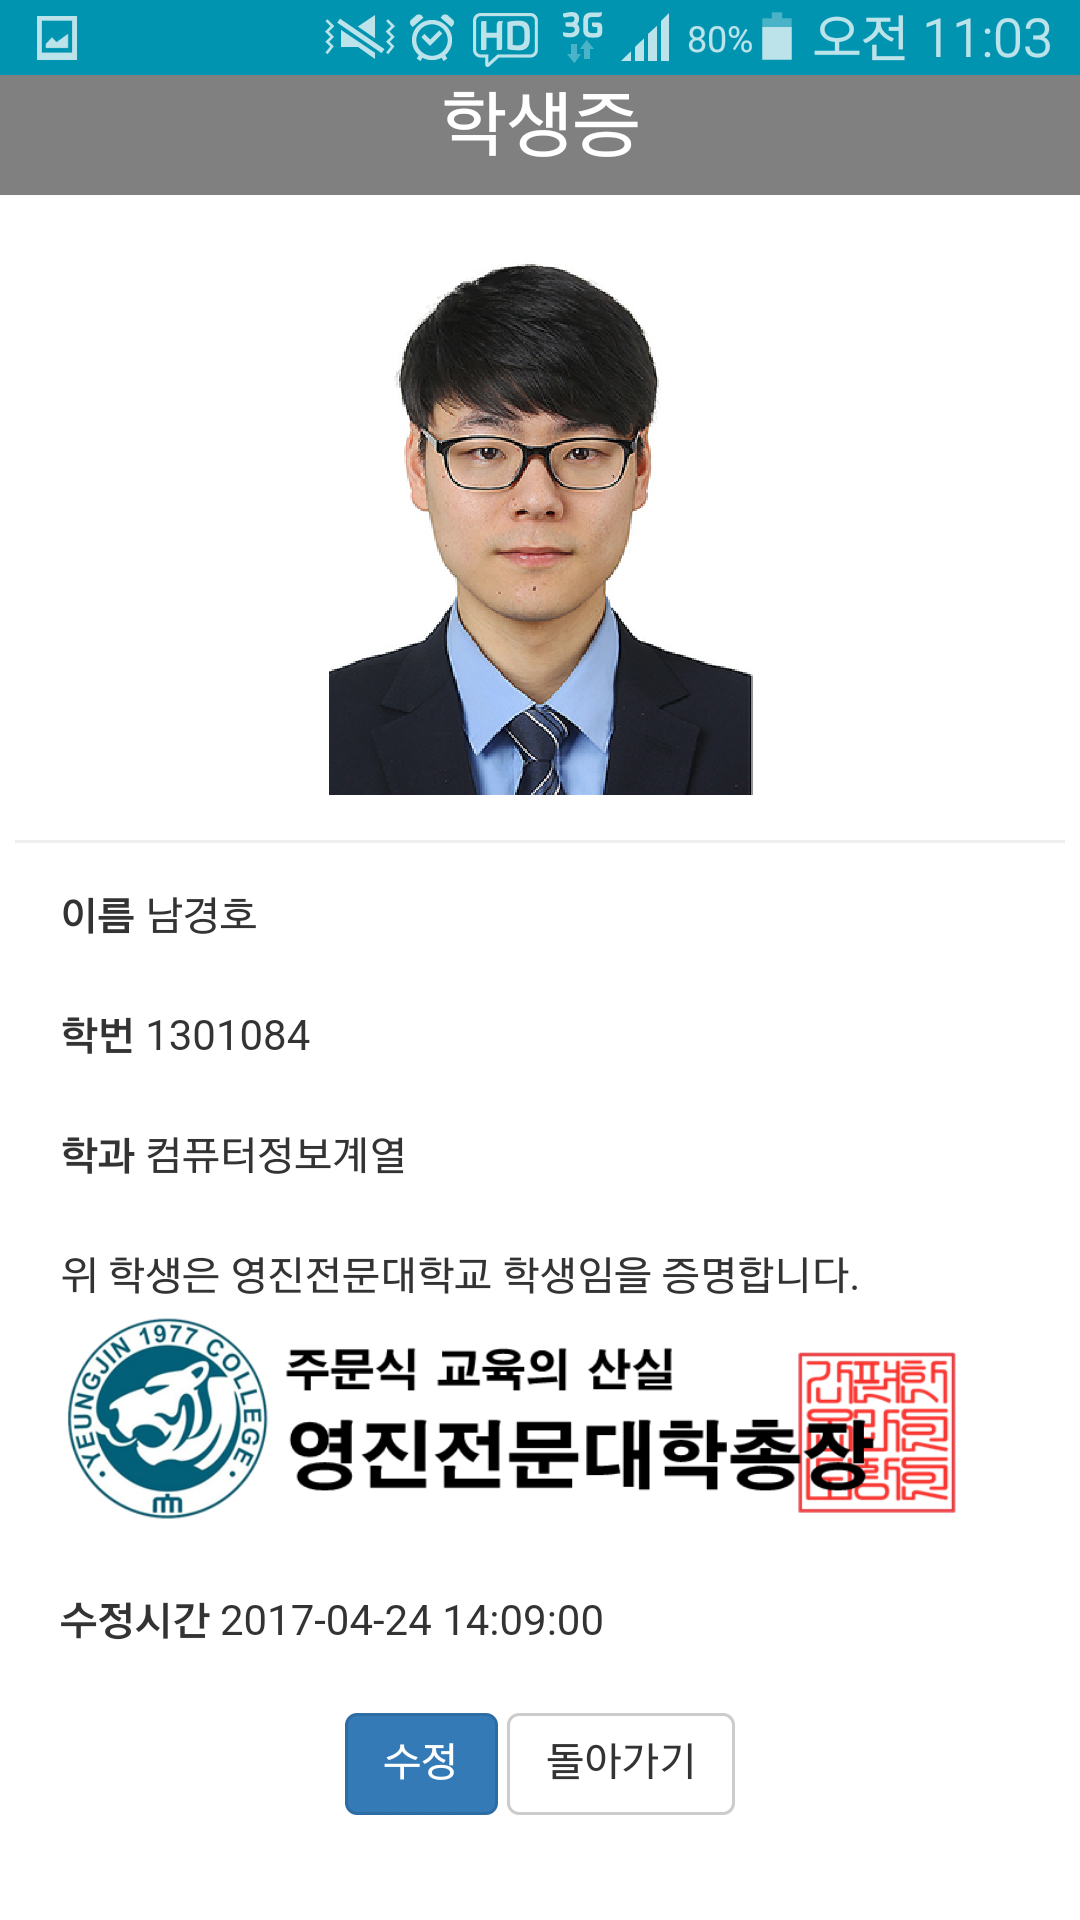 HD 3G 80% 오전 11:03
학생증
이름 남경호
학번 1301084
학과 컴퓨터정보계열
위 학생은 영진전문대학교 학생임을 증명합니다.
YEUNGJIN 1977 COLLEGE
주문식 교육의 산실
영진전문대학총장
수정시간 2017-04-24 14:09:00
수정 돌아가기